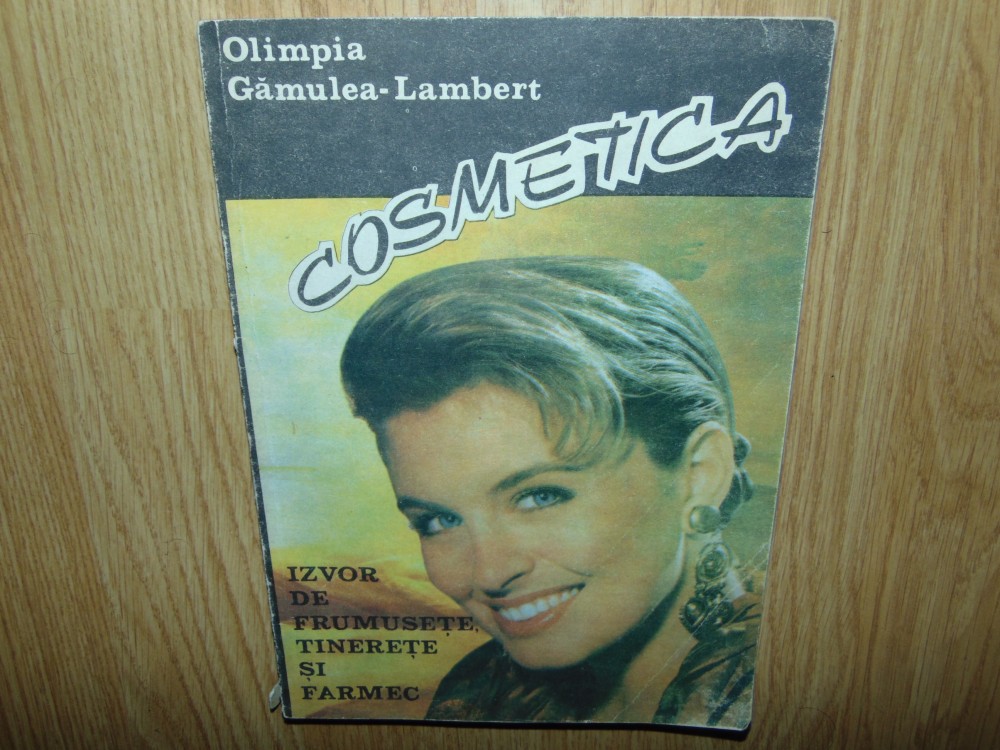 Olimpia
Gămulea-Lambert
COSMETICA
IZVOR
DE
FRUMUSEȚE,
TINEREȚE
ȘI
FARMEC